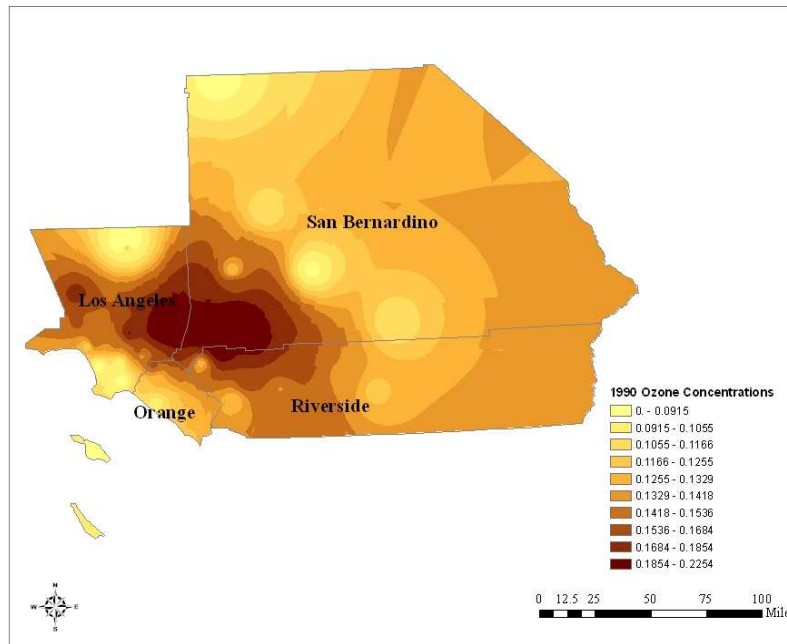 San Bernardino
Los Angeles
Orange
Riverside
1990 Ozone Concentrations
0. - 0.0915
0.0915 - 0.1055
0.1055 - 0.1166
0.1166 - 0.1255
0.1255 - 0.1329
0.1329 - 0.1418
0.1418 - 0.1536
0.1536 - 0.1684
0.1684 - 0.1854
0.1854 - 0.2254
N
W E
S
0 12.5 25 50 75 100
Mile